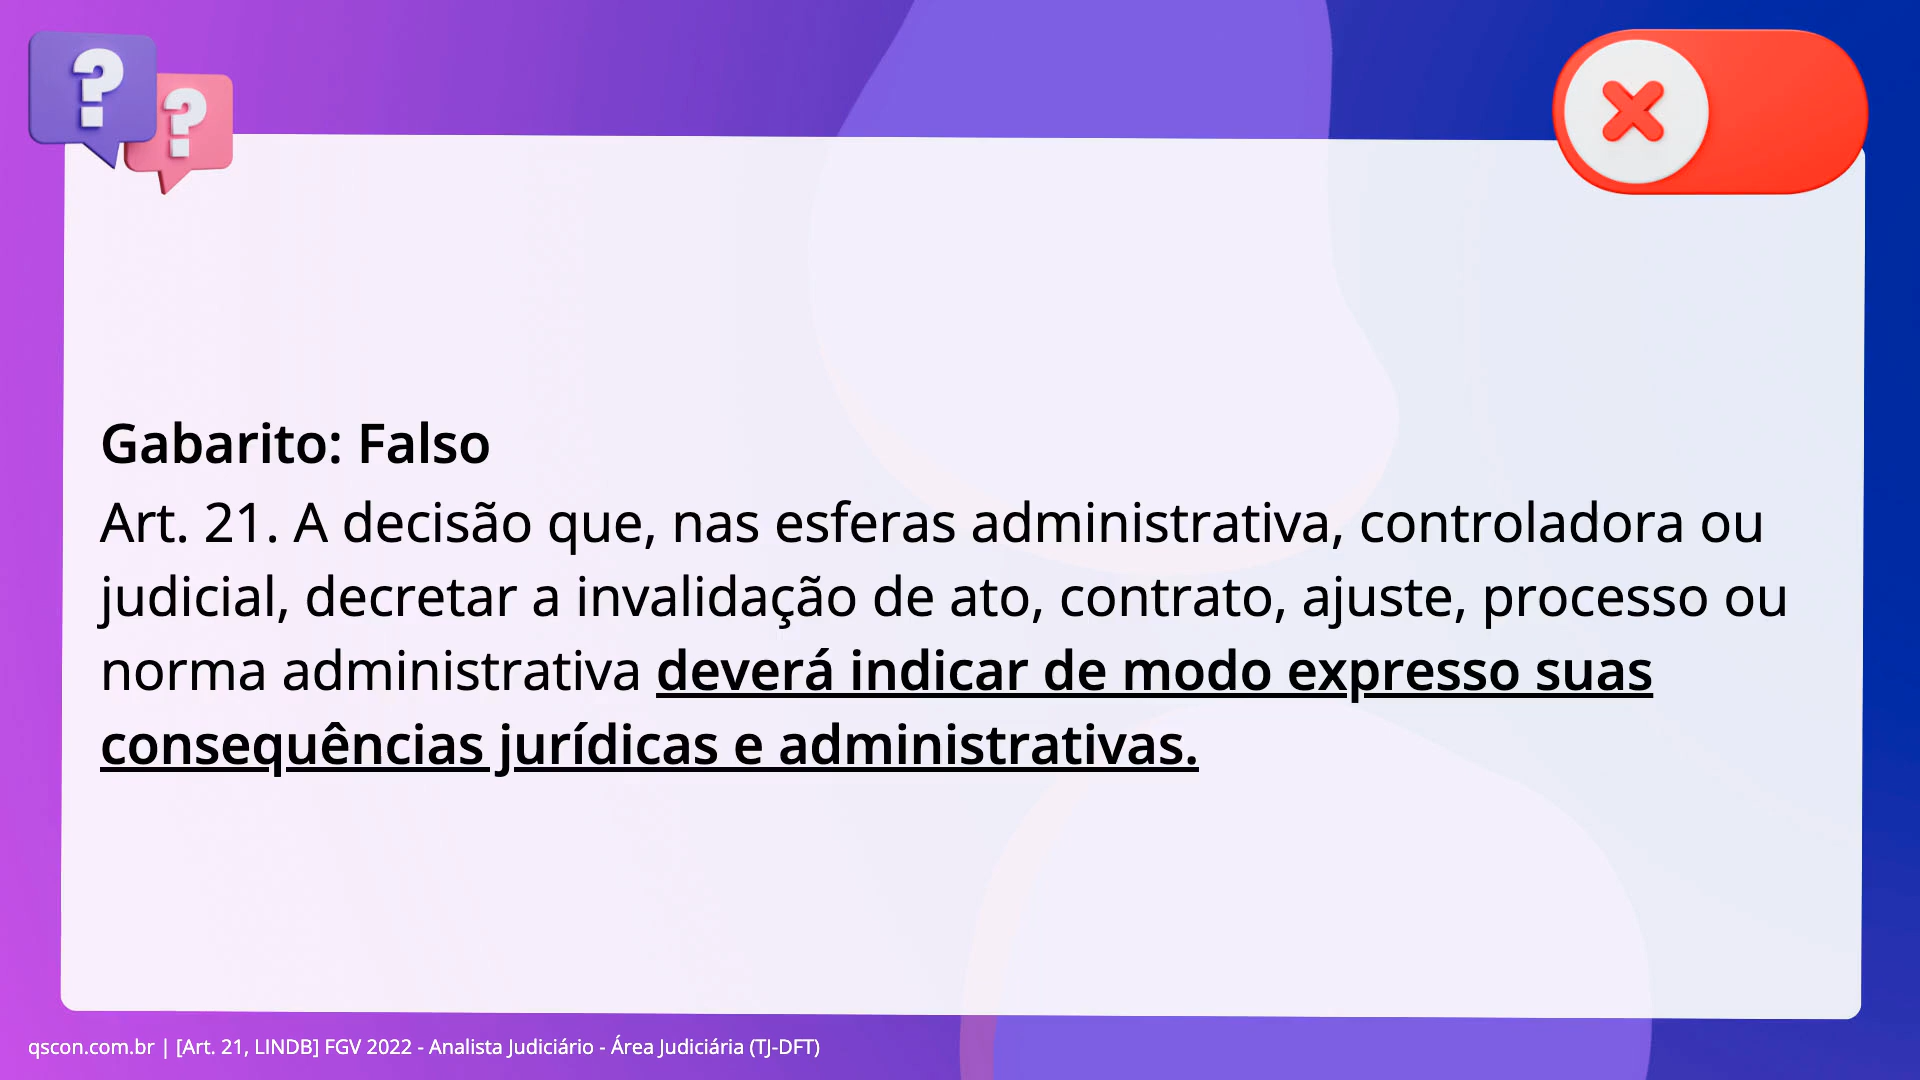 ? ?
Gabarito: Falso
Art. 21. A decisão que, nas esferas administrativa, controladora ou
judicial, decretar a invalidação de ato, contrato, ajuste, processo ou
norma administrativa deverá indicar de modo expresso suas
consequências jurídicas e administrativas.
qscon.com.br | [Art. 21, LINDB] FGV 2022 - Analista Judiciário - Área Judiciária (TJ-DFT)